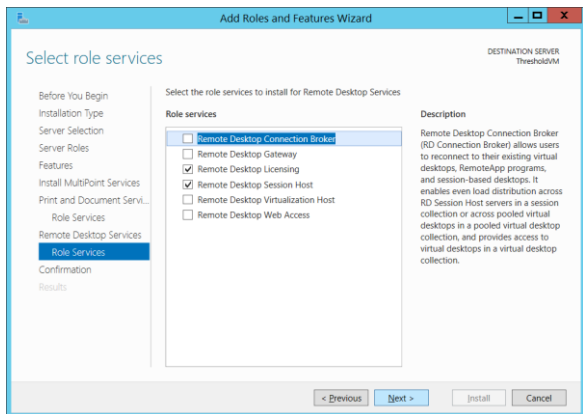 Add Roles and Features Wizard
Select role services
DESTINATION SERVER
ThresholdVM
Before You Begin
Installation Type
Server Selection
Server Roles
Features
Install MultiPoint Services
Print and Document Servi...
Role Services
Remote Desktop Services
Role Services
Confirmation
Results
Select the role services to install for Remote Desktop Services
Role services
Remote Desktop Connection Broker
Remote Desktop Gateway
Remote Desktop Licensing
Remote Desktop Session Host
Remote Desktop Virtualization Host
Remote Desktop Web Access
Description
Remote Desktop Connection Broker
(RD Connection Broker) allows users
to reconnect to their existing virtual
desktops, RemoteApp programs,
and session-based desktops. It
enables even load distribution across
RD Session Host servers in a session
collection or across pooled virtual
desktops in a pooled virtual desktop
collection, and provides access to
virtual desktops in a virtual desktop
collection.
< Previous
Next >
Install
Cancel